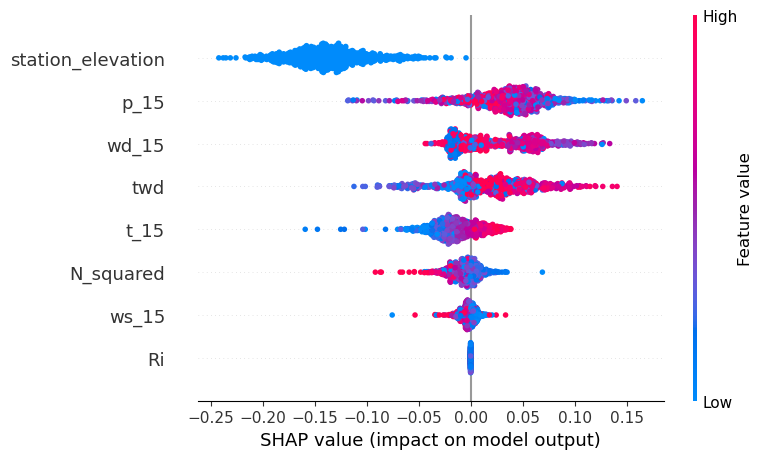 High
station_elevation
p_15
wd_15
twd
t_15
N_squared
ws_15
Ri
Feature value
Low
−0.25 −0.20 −0.15 −0.10 −0.05 0.00 0.05 0.10 0.15
SHAP value (impact on model output)